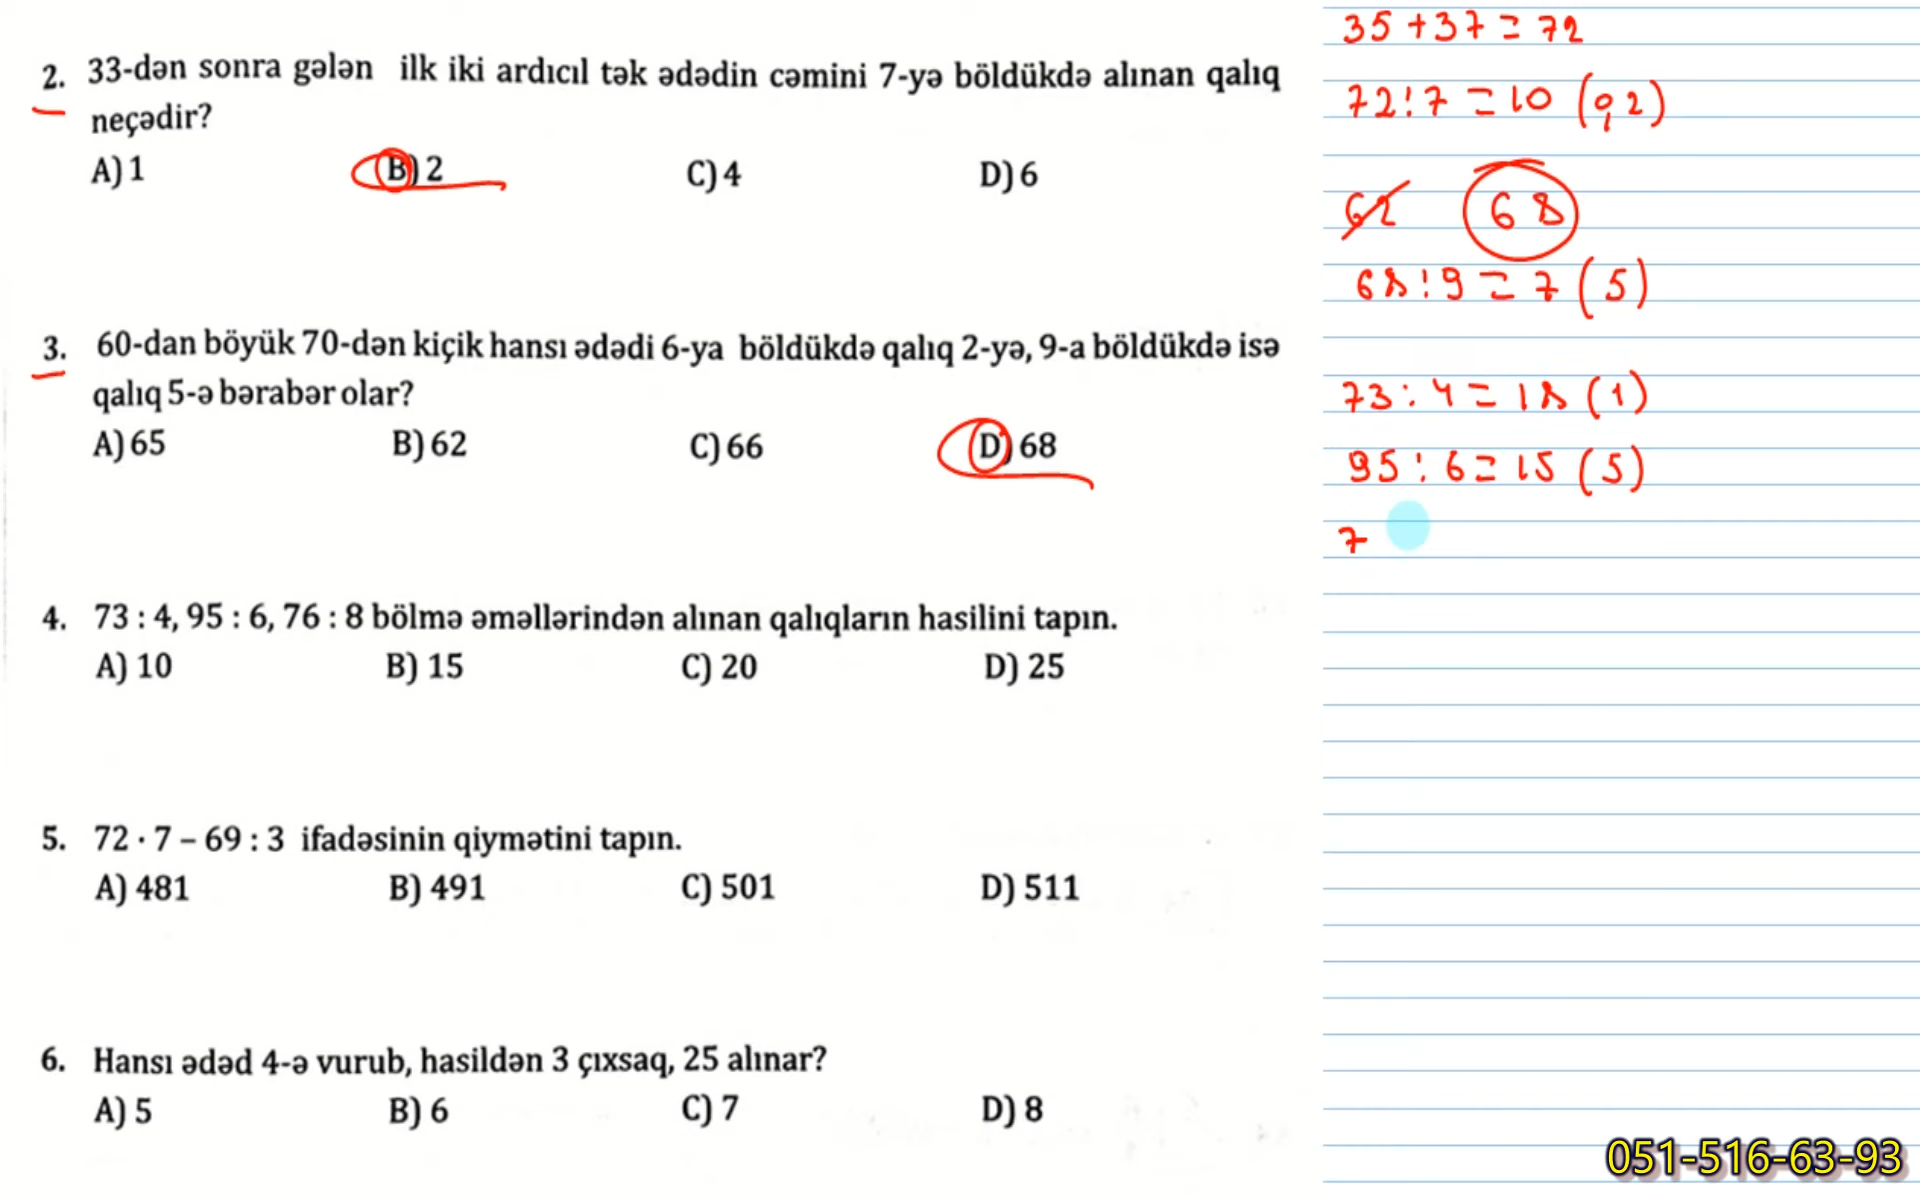 2. 33-dən sonra gələn ilk iki ardıcıl tək ədədin cəmini 7-yə böldükdə alınan qalıq
neçədir?
A) 1 B) 2 C) 4 D) 6
3. 60-dan böyük 70-dən kiçik hansı ədədi 6-ya böldükdə qalıq 2-yə, 9-a böldükdə isə
qalıq 5-ə bərabər olar?
A) 65 B) 62 C) 66 D) 68
4. 73 : 4, 95 : 6, 76 : 8 bölmə əməllərindən alınan qalıqların hasilini tapın.
A) 10 B) 15 C) 20 D) 25
5. 72 · 7 – 69 : 3 ifadəsinin qiymətini tapın.
A) 481 B) 491 C) 501 D) 511
6. Hansı ədəd 4-ə vurub, hasildən 3 çıxsaq, 25 alınar?
A) 5 B) 6 C) 7 D) 8
35 + 37 = 72
72 : 7 = 10 (q 2)
62 68
68 : 9 = 7 (5)
73 : 4 = 18 (1)
95 : 6 = 15 (5)
7
051-516-63-93